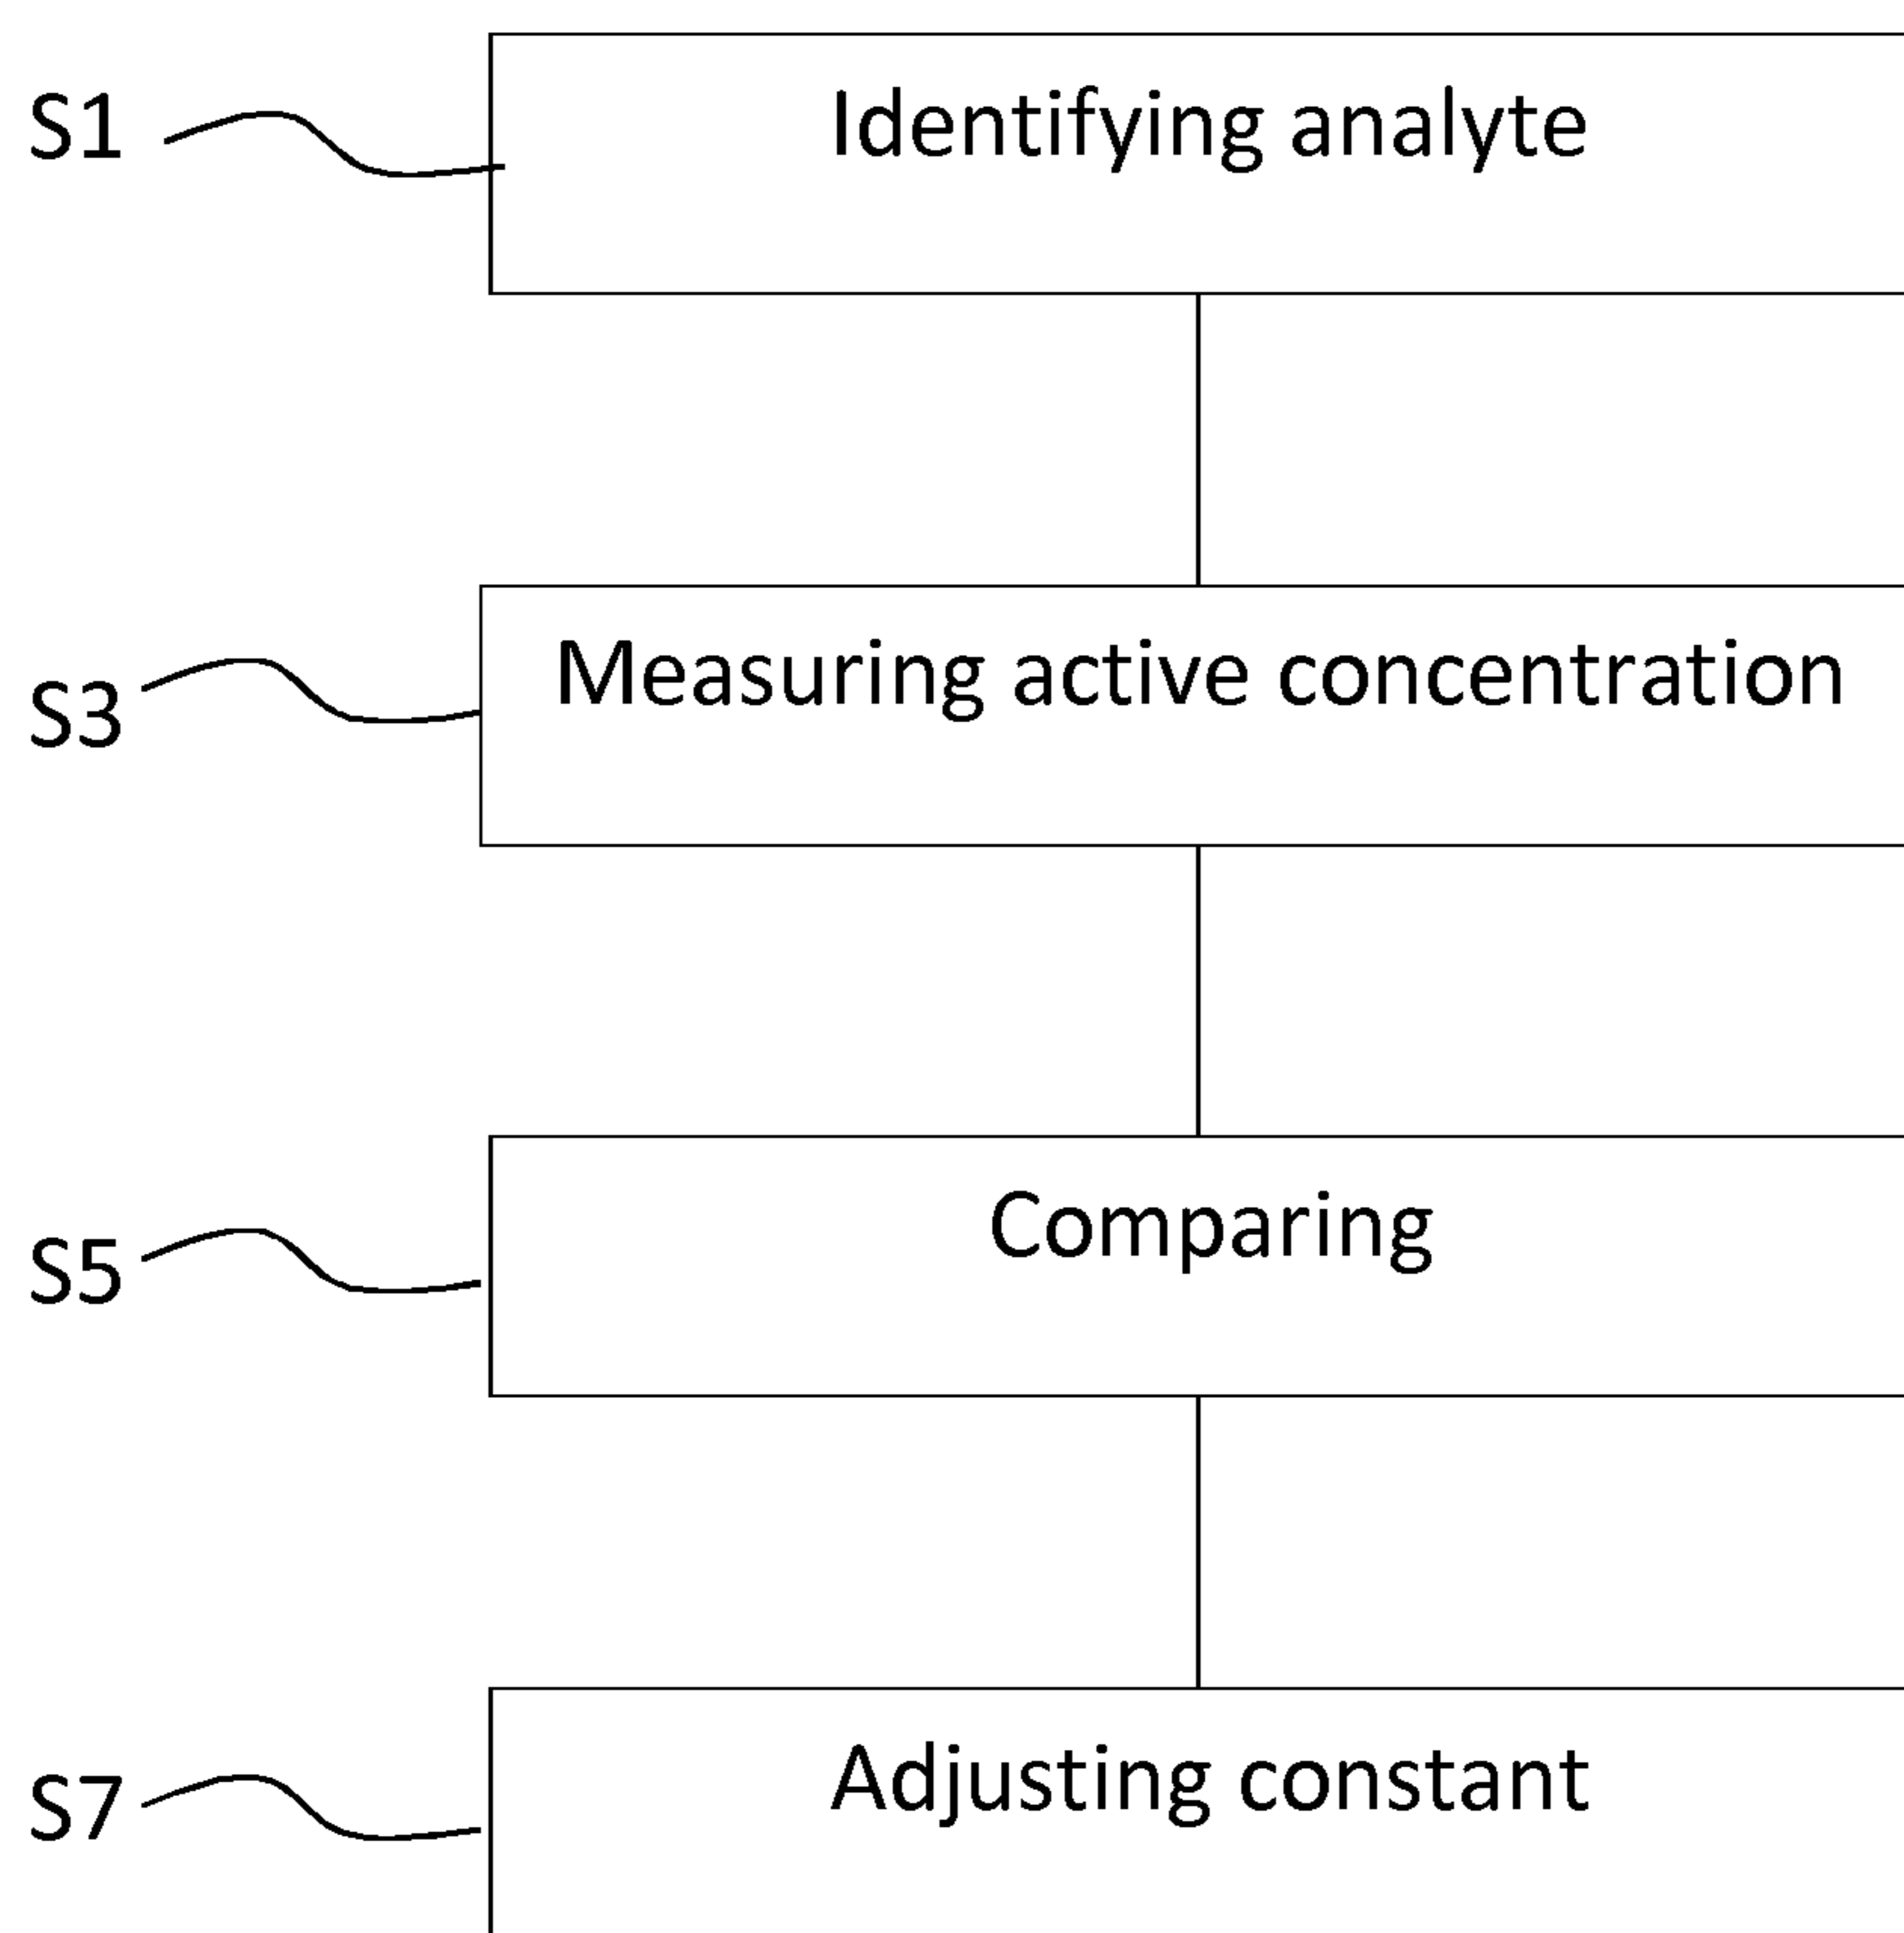 S1
Identifying analyte
S3
Measuring active concentration
S5
Comparing
S7
Adjusting constant